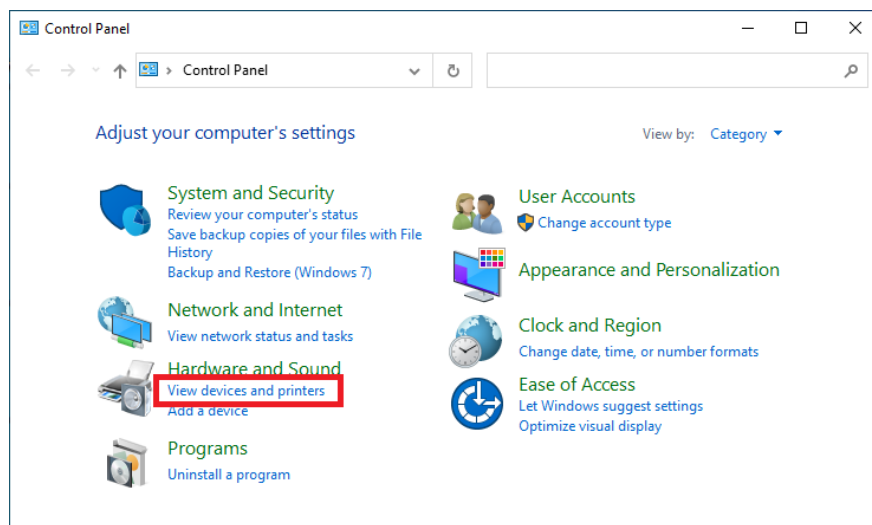 Control Panel
Control Panel
Adjust your computer's settings
View by: Category
System and Security
Review your computer's status
Save backup copies of your files with File
History
Backup and Restore (Windows 7)
Network and Internet
View network status and tasks
Hardware and Sound
View devices and printers
Add a device
Programs
Uninstall a program
User Accounts
Change account type
Appearance and Personalization
Clock and Region
Change date, time, or number formats
Ease of Access
Let Windows suggest settings
Optimize visual display